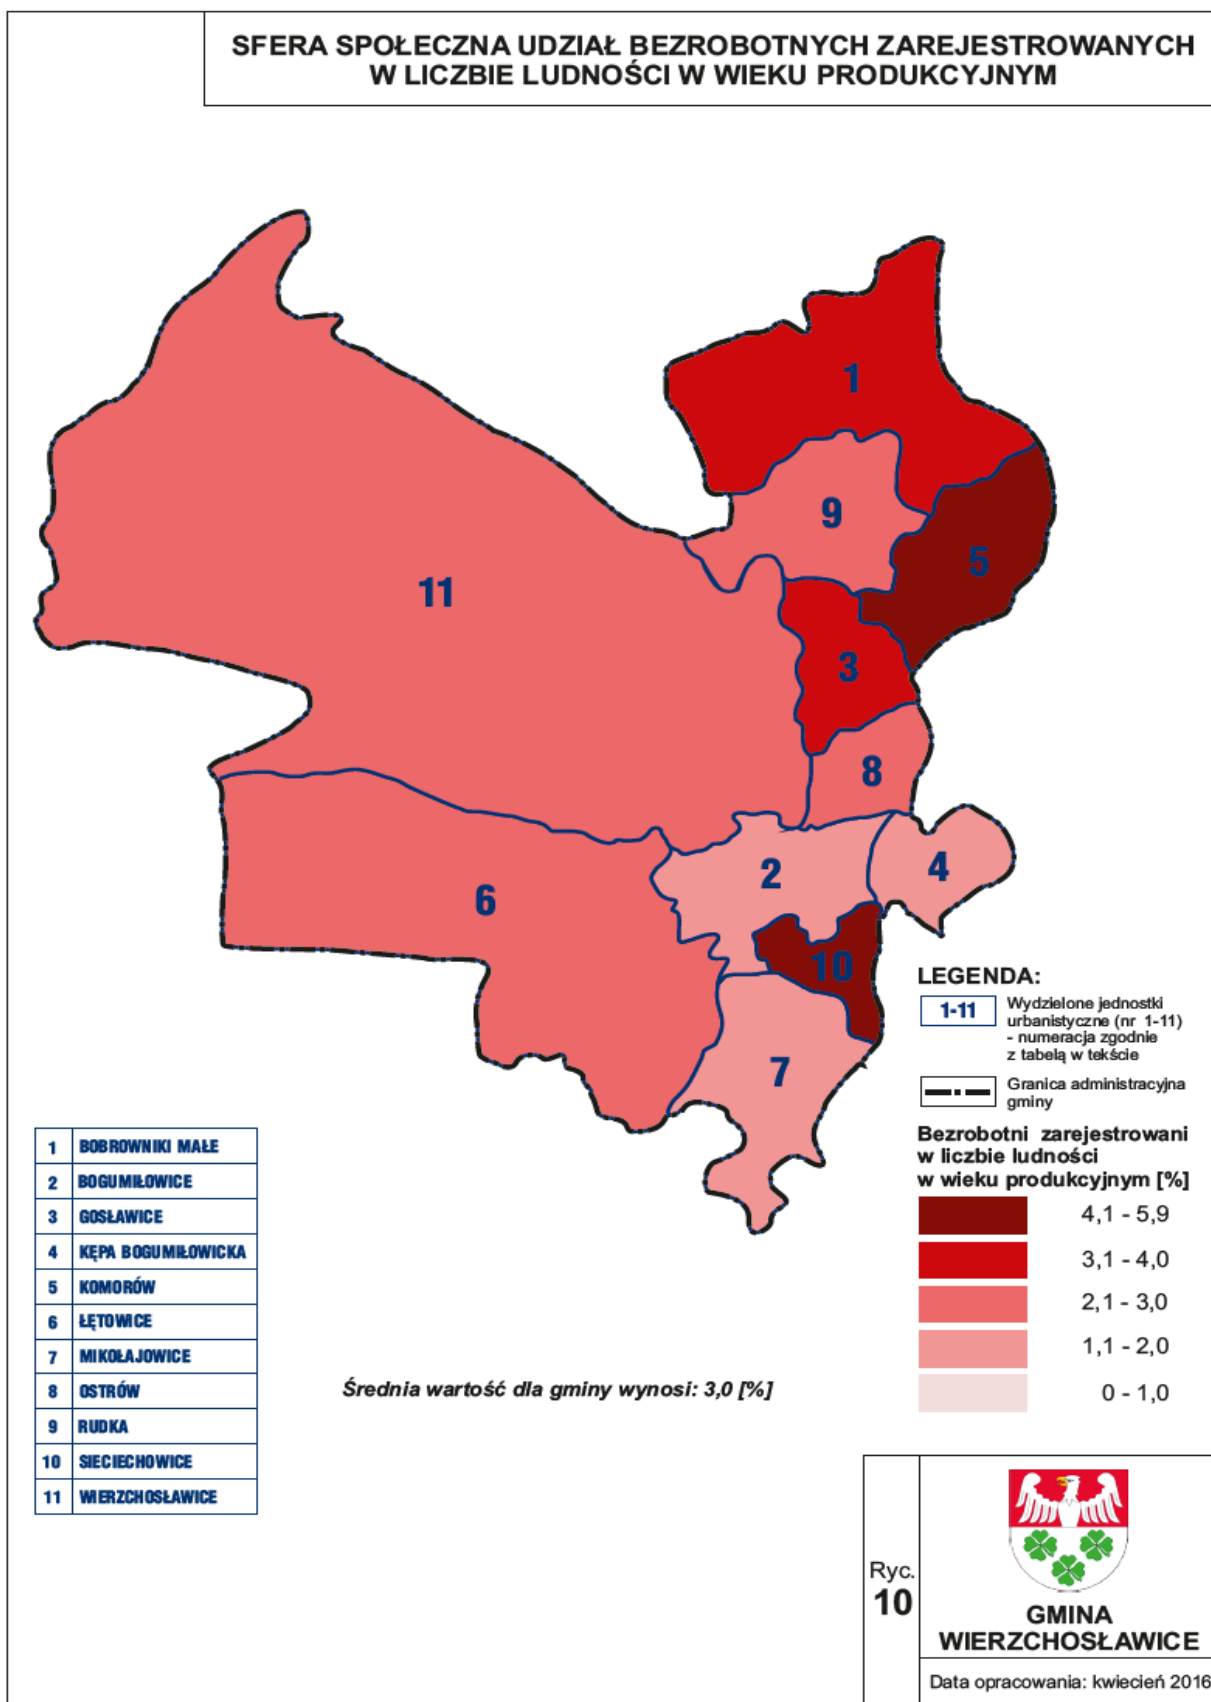 SFERA SPOŁECZNA UDZIAŁ BEZROBOTNYCH ZAREJESTROWANYCH
W LICZBIE LUDNOŚCI W WIEKU PRODUKCYJNYM
1
9
5
11
3
8
2
4
6
10
7
LEGENDA:
1-11
Wydzielone jednostki
urbanistyczne (nr 1-11)
- numeracja zgodnie
z tabelą w tekście
Granica administracyjna
gminy
Bezrobotni zarejestrowani
w liczbie ludności
w wieku produkcyjnym [%]
4,1 - 5,9
3,1 - 4,0
2,1 - 3,0
1,1 - 2,0
0 - 1,0
1 BOBROWNIKI MAŁE
2 BOGUMIŁOWICE
3 GOSŁAWICE
4 KĘPA BOGUMIŁOWICKA
5 KOMORÓW
6 ŁĘTOWICE
7 MIKOŁAJOWICE
8 OSTRÓW
9 RUDKA
10 SIECIECHOWICE
11 WIERZCHOSŁAWICE
Średnia wartość dla gminy wynosi: 3,0 [%]
Ryc.
10
GMINA
WIERZCHOSŁAWICE
Data opracowania: kwiecień 2016